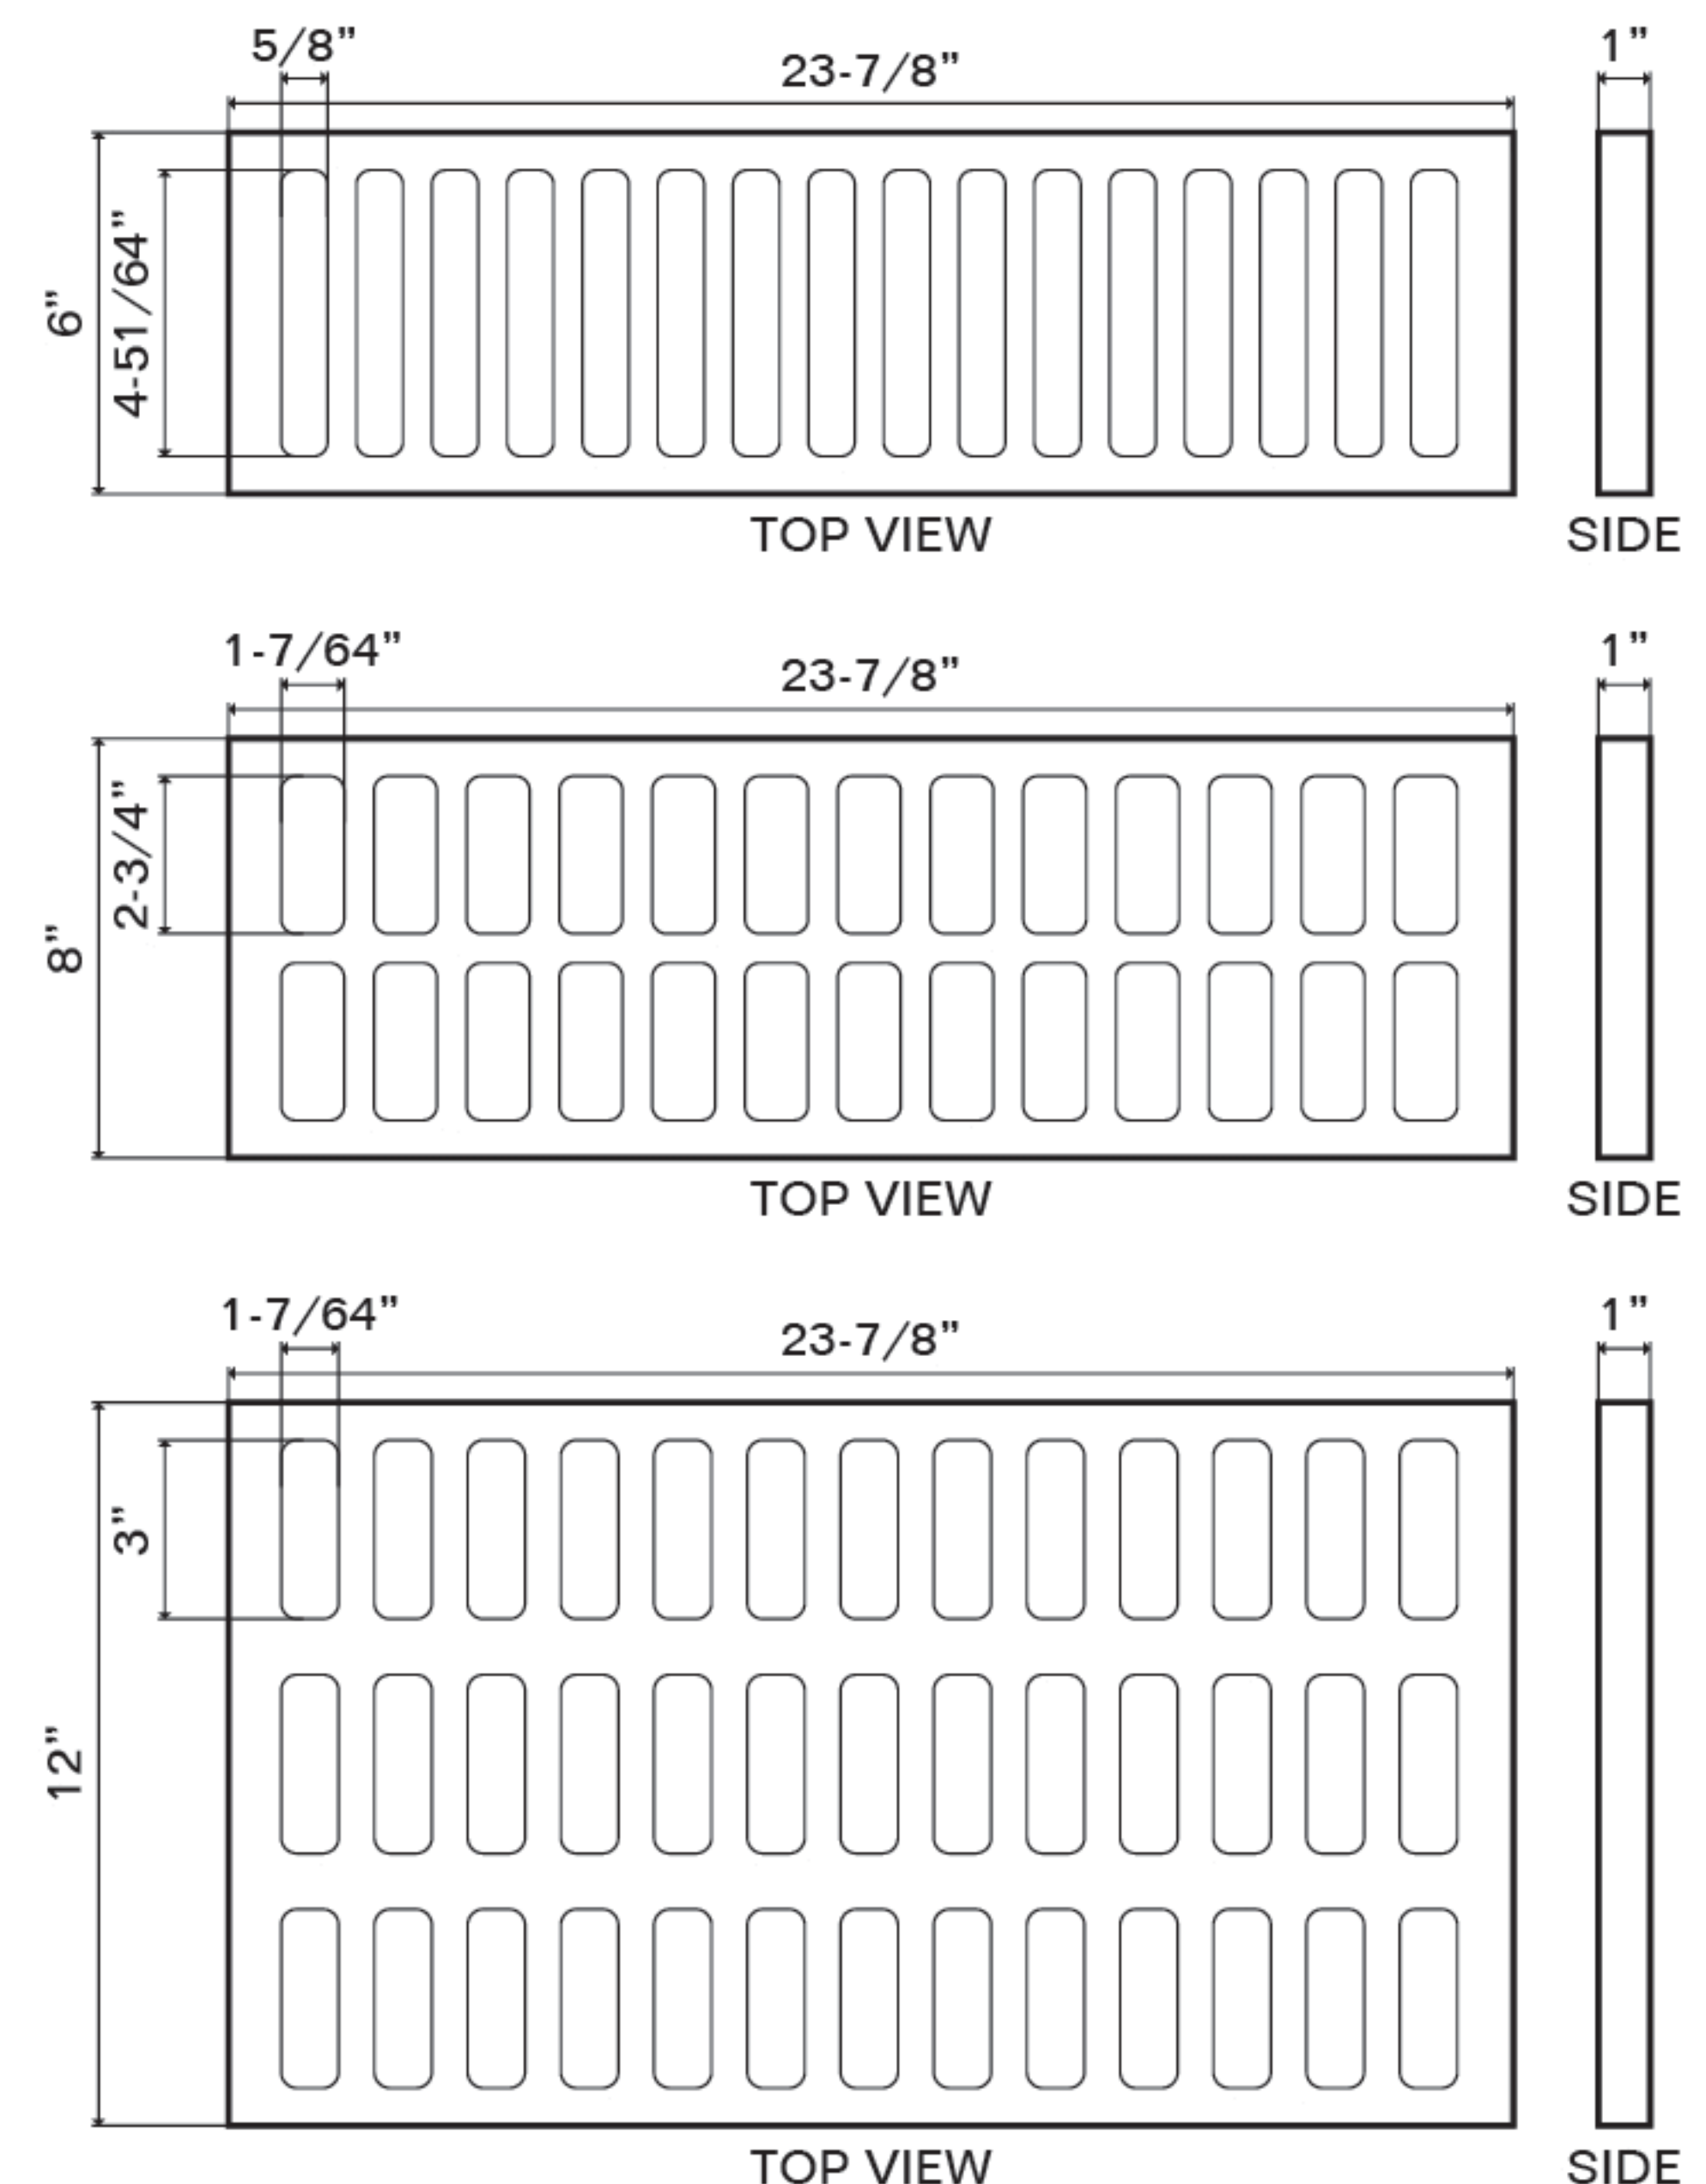 5/8”
23-7/8”
1”
6”
4-51/64”
TOP VIEW
SIDE
1-7/64”
23-7/8”
1”
8”
2-3/4”
TOP VIEW
SIDE
1-7/64”
23-7/8”
1”
3”
12”
TOP VIEW
SIDE